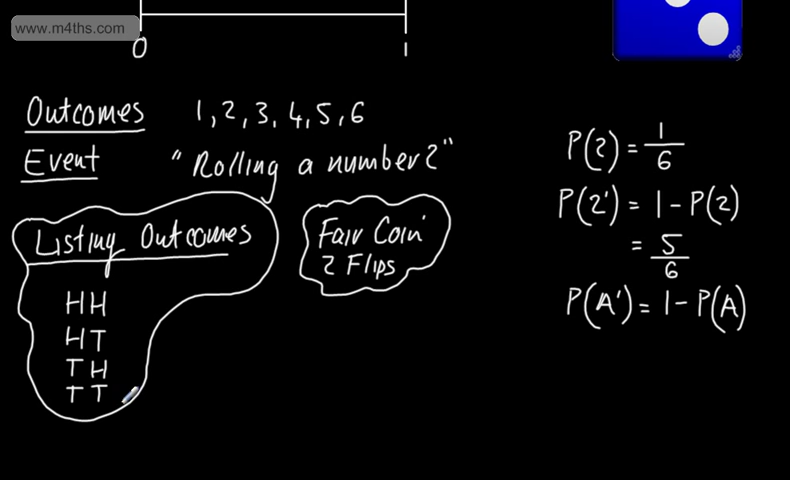 www.m4ths.com
0 1
Outcomes 1, 2, 3, 4, 5, 6
Event "Rolling a number 2"
Listing Outcomes
HH
HT
TH
TT
Fair Coin
2 Flips
P(2) = 1/6
P(2') = 1 - P(2)
= 5/6
P(A') = 1 - P(A)